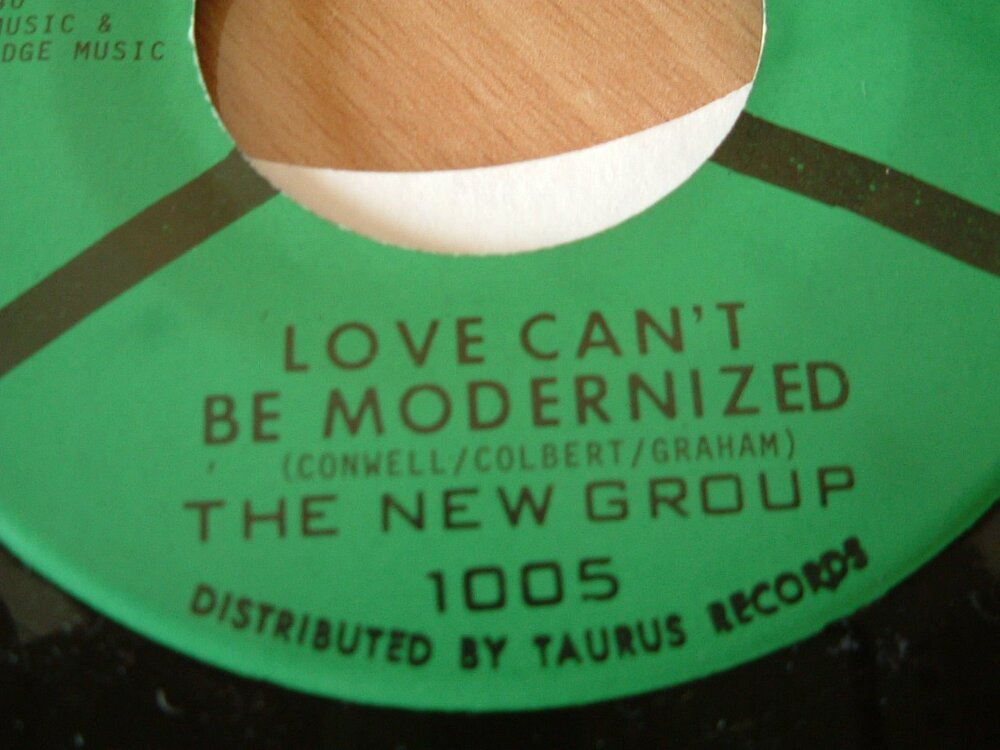 MUSIC &
DGE MUSIC
LOVE CAN'T
BE MODERNIZED
(CONWELL/COLBERT/GRAHAM)
THE NEW GROUP
1005
DISTRIBUTED BY TAURUS RECORDS